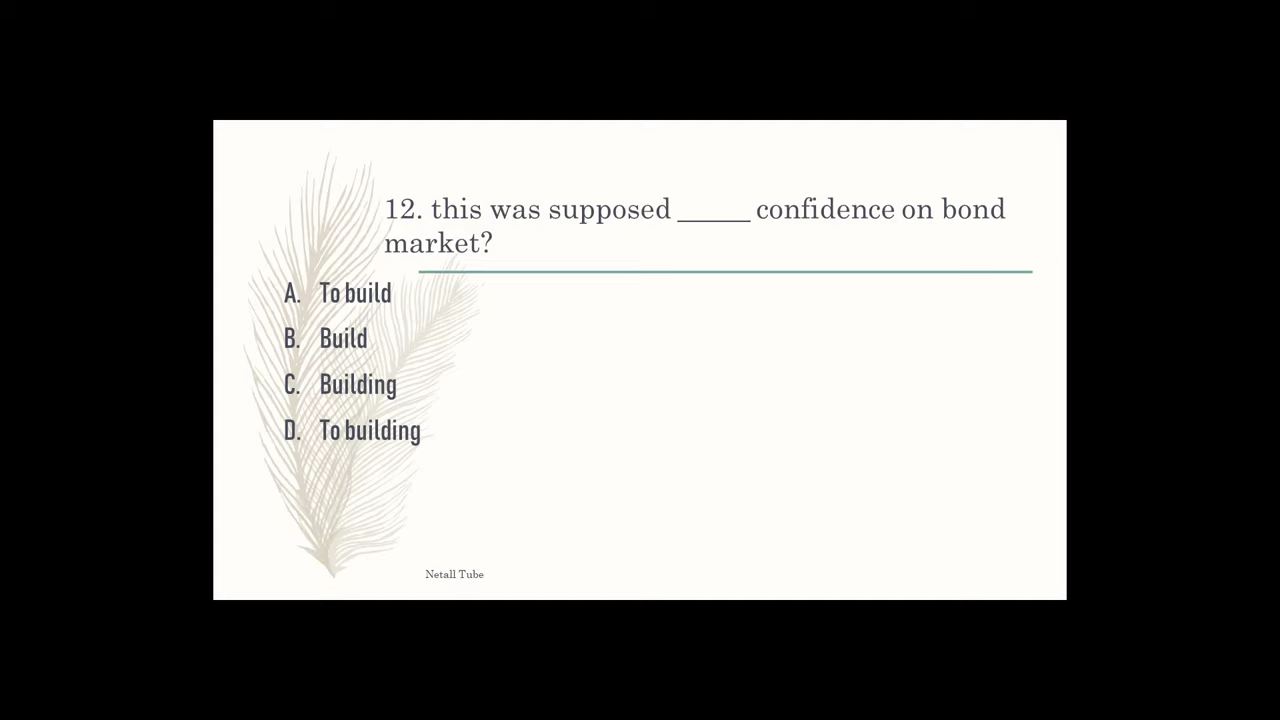 12. this was supposed _____ confidence on bond
market?
A. To build
B. Build
C. Building
D. To building
Netall Tube